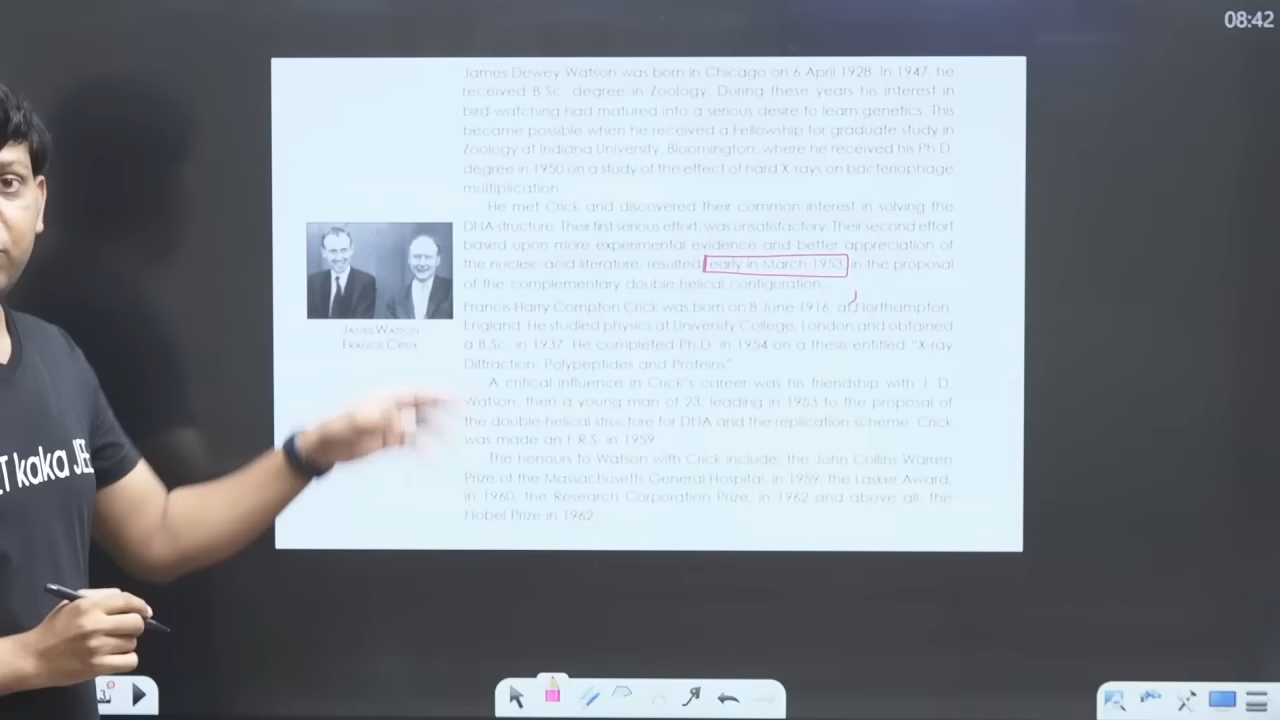 08:42
James Dewey Watson was born in Chicago on 6 April 1928. In 1947, he
received B.Sc. degree in Zoology. During these years his interest in
bird-watching had matured into a serious desire to learn genetics. This
became possible when he received a Fellowship for graduate study in
Zoology at Indiana University, Bloomington, where he received his Ph.D.
degree in 1950 on a study of the effect of hard X-rays on bacteriophage
multiplication.
He met Crick and discovered their common interest in solving the
DNA structure. Their first serious effort, was unsatisfactory. Their second effort
based upon more experimental evidence and better appreciation of
the nucleic acid literature, resulted, early in March 1953, in the proposal
of the complementary double-helical configuration.
Francis Harry Compton Crick was born on 8 June 1916, at Northampton,
England. He studied physics at University College, London and obtained
a B.Sc. in 1937. He completed Ph.D. in 1954 on a thesis entitled "X-ray
Diffraction: Polypeptides and Proteins".
A critical influence in Crick's career was his friendship with J. D.
Watson, then a young man of 23, leading in 1953 to the proposal of
the double-helical structure for DNA and the replication scheme. Crick
was made an F.R.S. in 1959.
The honours to Watson with Crick include: the John Collins Warren
Prize of the Massachusetts General Hospital, in 1959; the Lasker Award,
in 1960; the Research Corporation Prize, in 1962 and above all, the
Nobel Prize in 1962.
JAMES WATSON
FRANCIS CRICK
T kaka JEE